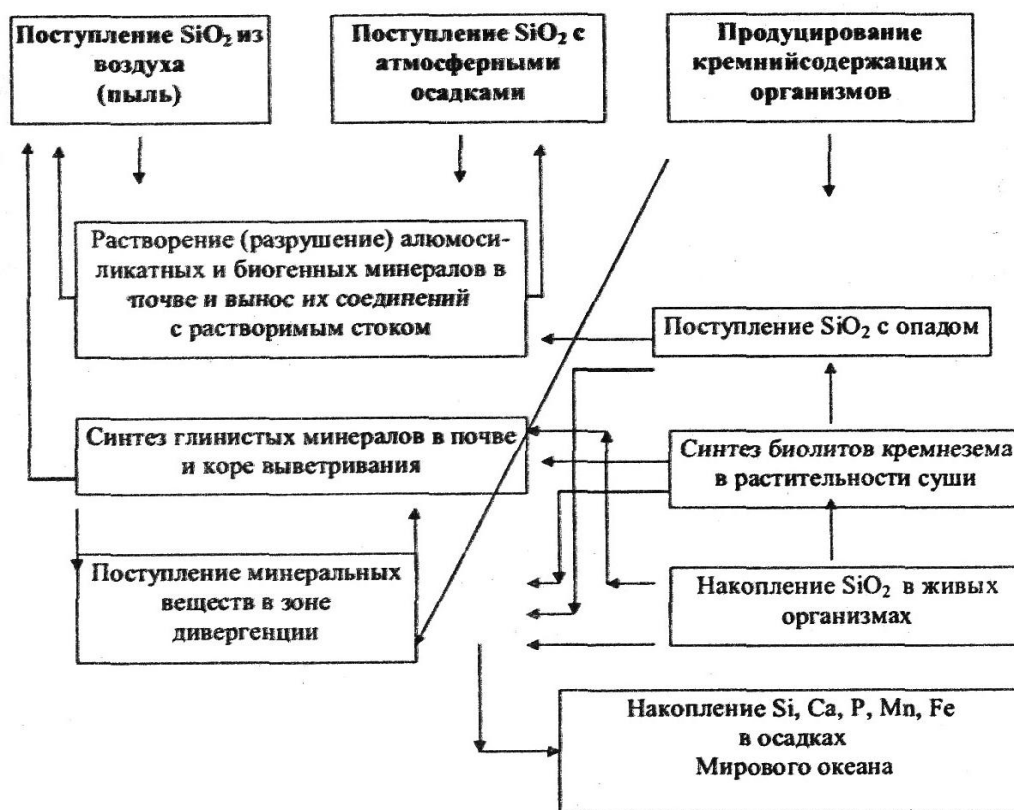 Поступление SiO₂ из
воздуха
(пыль)
Поступление SiO₂ с
атмосферными
осадками
Продуцирование
кремнийсодержащих
организмов
Растворение (разрушение) алюмоси-
ликатных и биогенных минералов в
почве и вынос их соединений
с растворимым стоком
Поступление SiO₂ с опадом
Синтез глинистых минералов в почве
и коре выветривания
Синтез биолитов кремнезема
в растительности суши
Поступление минеральных
веществ в зоне
дивергенции
Накопление SiO₂ в живых
организмах
Накопление Si, Ca, P, Mn, Fe
в осадках
Мирового океана